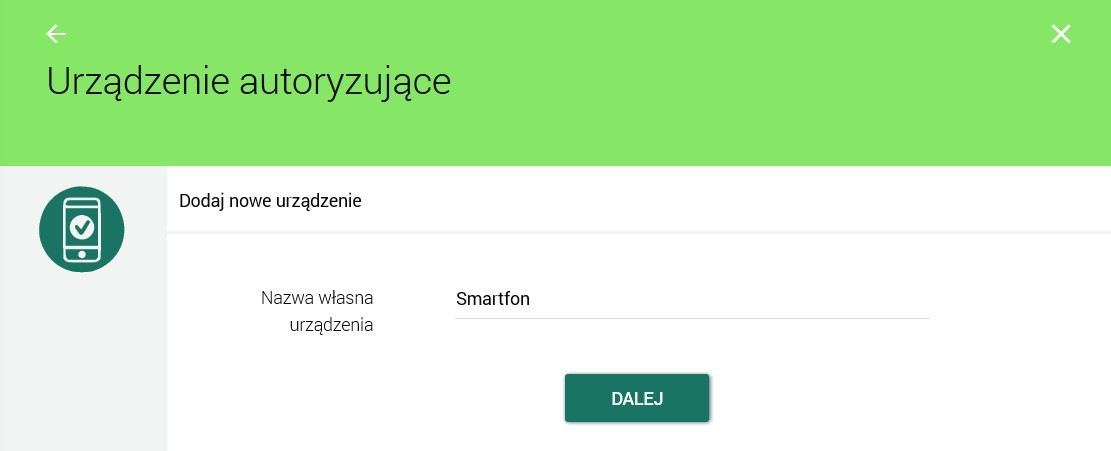 Urządzenie autoryzujące
Dodaj nowe urządzenie
Nazwa własna
urządzenia
Smartfon
DALEJ